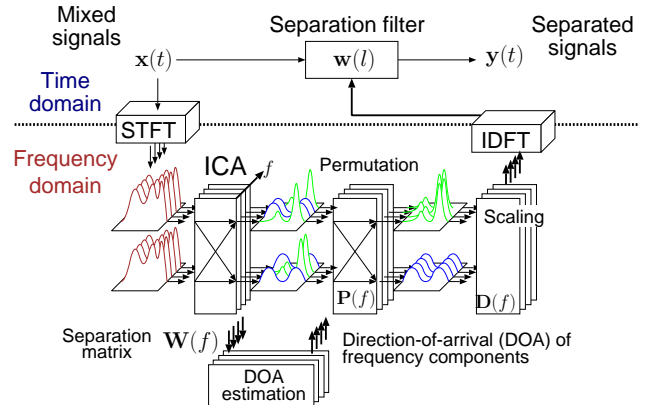 Mixed signals
Separation filter
Separated signals
x(t)
w(l)
y(t)
Time domain
STFT
IDFT
Frequency domain
ICA
f
Permutation
Scaling
P(f)
D(f)
Separation matrix
W(f)
Direction-of-arrival (DOA) of
frequency components
DOA
estimation